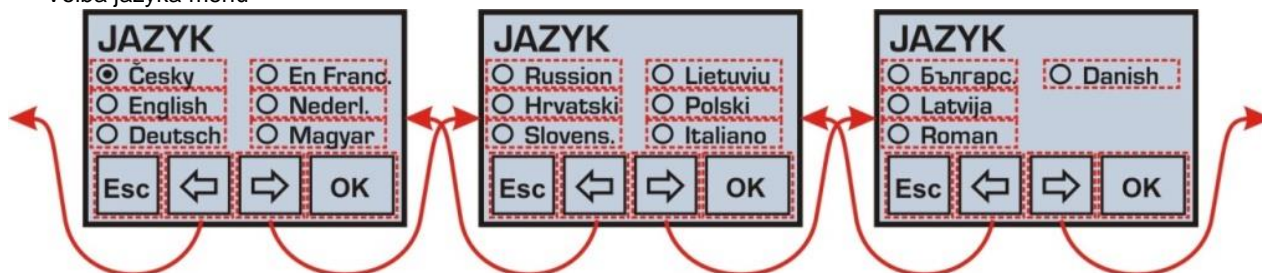 Volba jazyka menu
JAZYK
Česky
English
Deutsch
En Franc.
Nederl.
Magyar
Esc
OK
JAZYK
Russion
Hrvatski
Slovens.
Lietuviu
Polski
Italiano
Esc
OK
JAZYK
Българс.
Latvija
Roman
Danish
Esc
OK